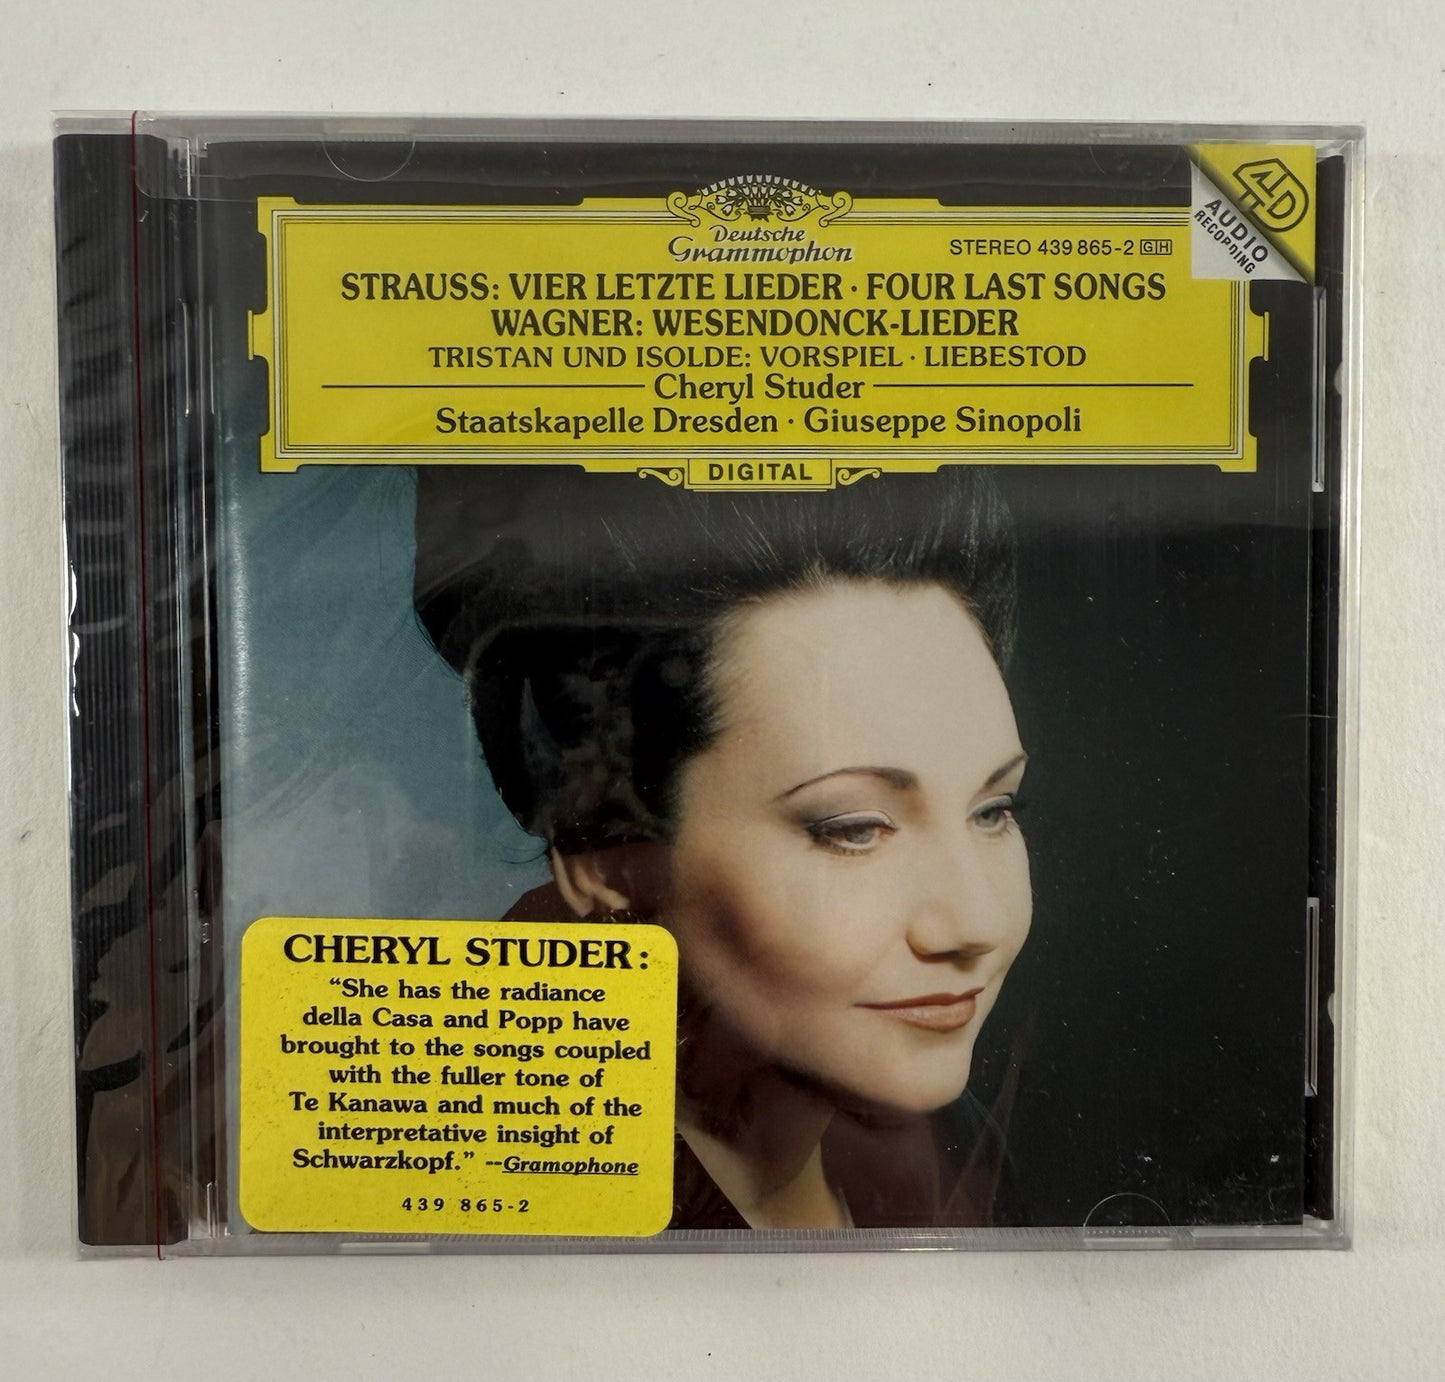 4D
AUDIO
RECORDING
Deutsche
Grammophon
STEREO 439 865-2 GH
STRAUSS: VIER LETZTE LIEDER · FOUR LAST SONGS
WAGNER: WESENDONCK-LIEDER
TRISTAN UND ISOLDE: VORSPIEL · LIEBESTOD
Cheryl Studer
Staatskapelle Dresden · Giuseppe Sinopoli
DIGITAL
CHERYL STUDER:
“She has the radiance
della Casa and Popp have
brought to the songs coupled
with the fuller tone of
Te Kanawa and much of the
interpretative insight of
Schwarzkopf.” --Gramophone
439 865-2